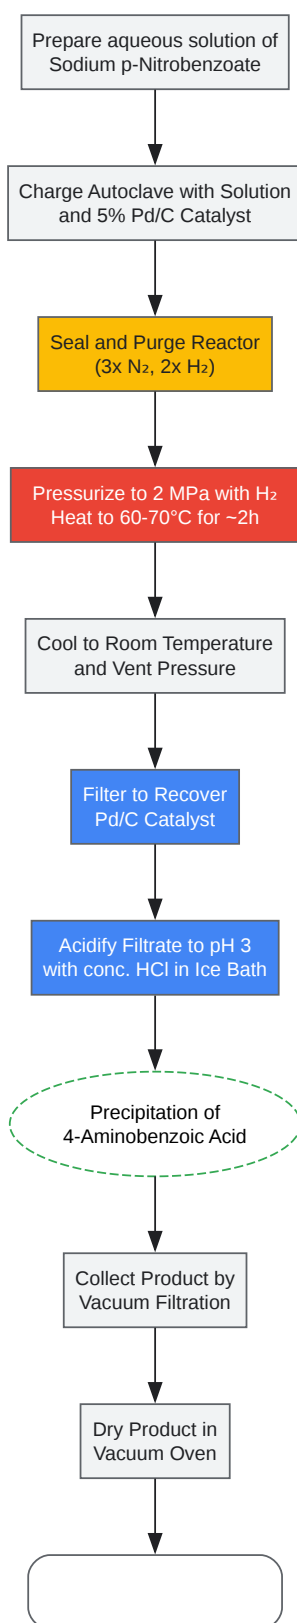 Prepare aqueous solution of
Sodium p-Nitrobenzoate
Charge Autoclave with Solution
and 5% Pd/C Catalyst
Seal and Purge Reactor
(3x N₂, 2x H₂)
Pressurize to 2 MPa with H₂
Heat to 60-70°C for ~2h
Cool to Room Temperature
and Vent Pressure
Filter to Recover
Pd/C Catalyst
Acidify Filtrate to pH 3
with conc. HCl in Ice Bath
Precipitation of
4-Aminobenzoic Acid
Collect Product by
Vacuum Filtration
Dry Product in
Vacuum Oven